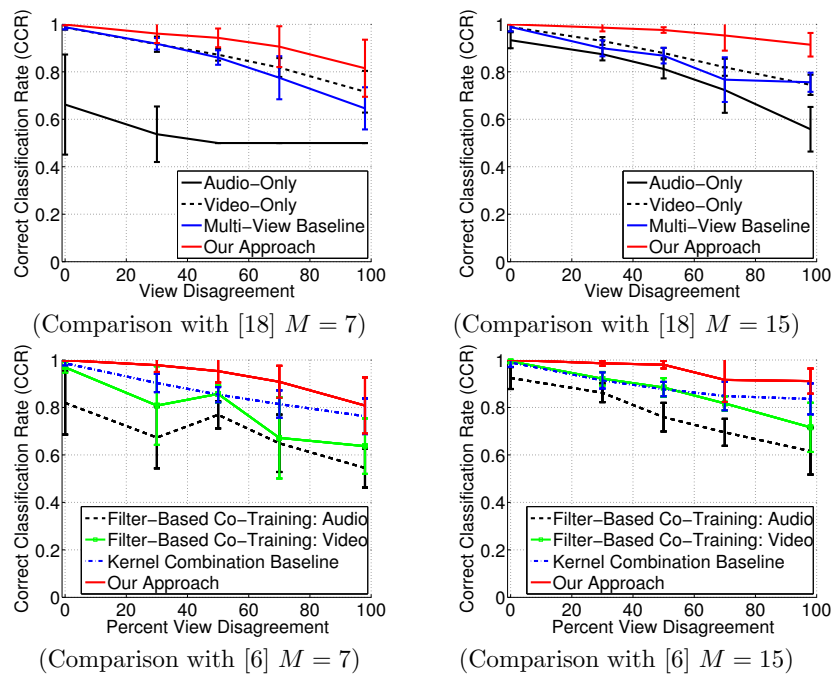 Correct Classification Rate (CCR)
1
0.8
0.6
0.4
0.2
0
0 20 40 60 80 100
View Disagreement
Audio−Only
Video−Only
Multi−View Baseline
Our Approach
(Comparison with [18] M = 7)
Correct Classification Rate (CCR)
1
0.8
0.6
0.4
0.2
0
0 20 40 60 80 100
View Disagreement
Audio−Only
Video−Only
Multi−View Baseline
Our Approach
(Comparison with [18] M = 15)
Correct Classification Rate (CCR)
1
0.8
0.6
0.4
0.2
0
0 20 40 60 80 100
Percent View Disagreement
Filter−Based Co−Training: Audio
Filter−Based Co−Training: Video
Kernel Combination Baseline
Our Approach
(Comparison with [6] M = 7)
Correct Classification Rate (CCR)
1
0.8
0.6
0.4
0.2
0
0 20 40 60 80 100
Percent View Disagreement
Filter−Based Co−Training: Audio
Filter−Based Co−Training: Video
Kernel Combination Baseline
Our Approach
(Comparison with [6] M = 15)